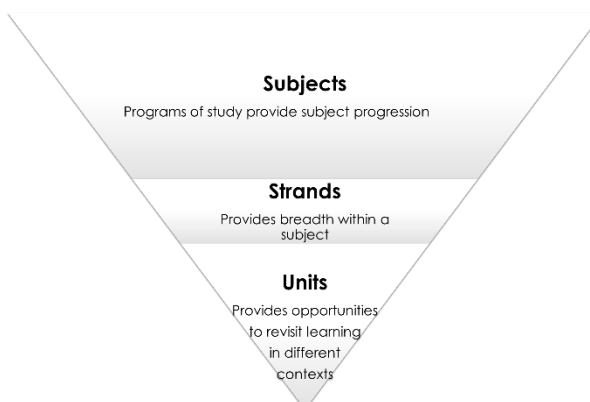 Subjects
Programs of study provide subject progression
Strands
Provides breadth within a
subject
Units
Provides opportunities
to revisit learning
in different
contexts